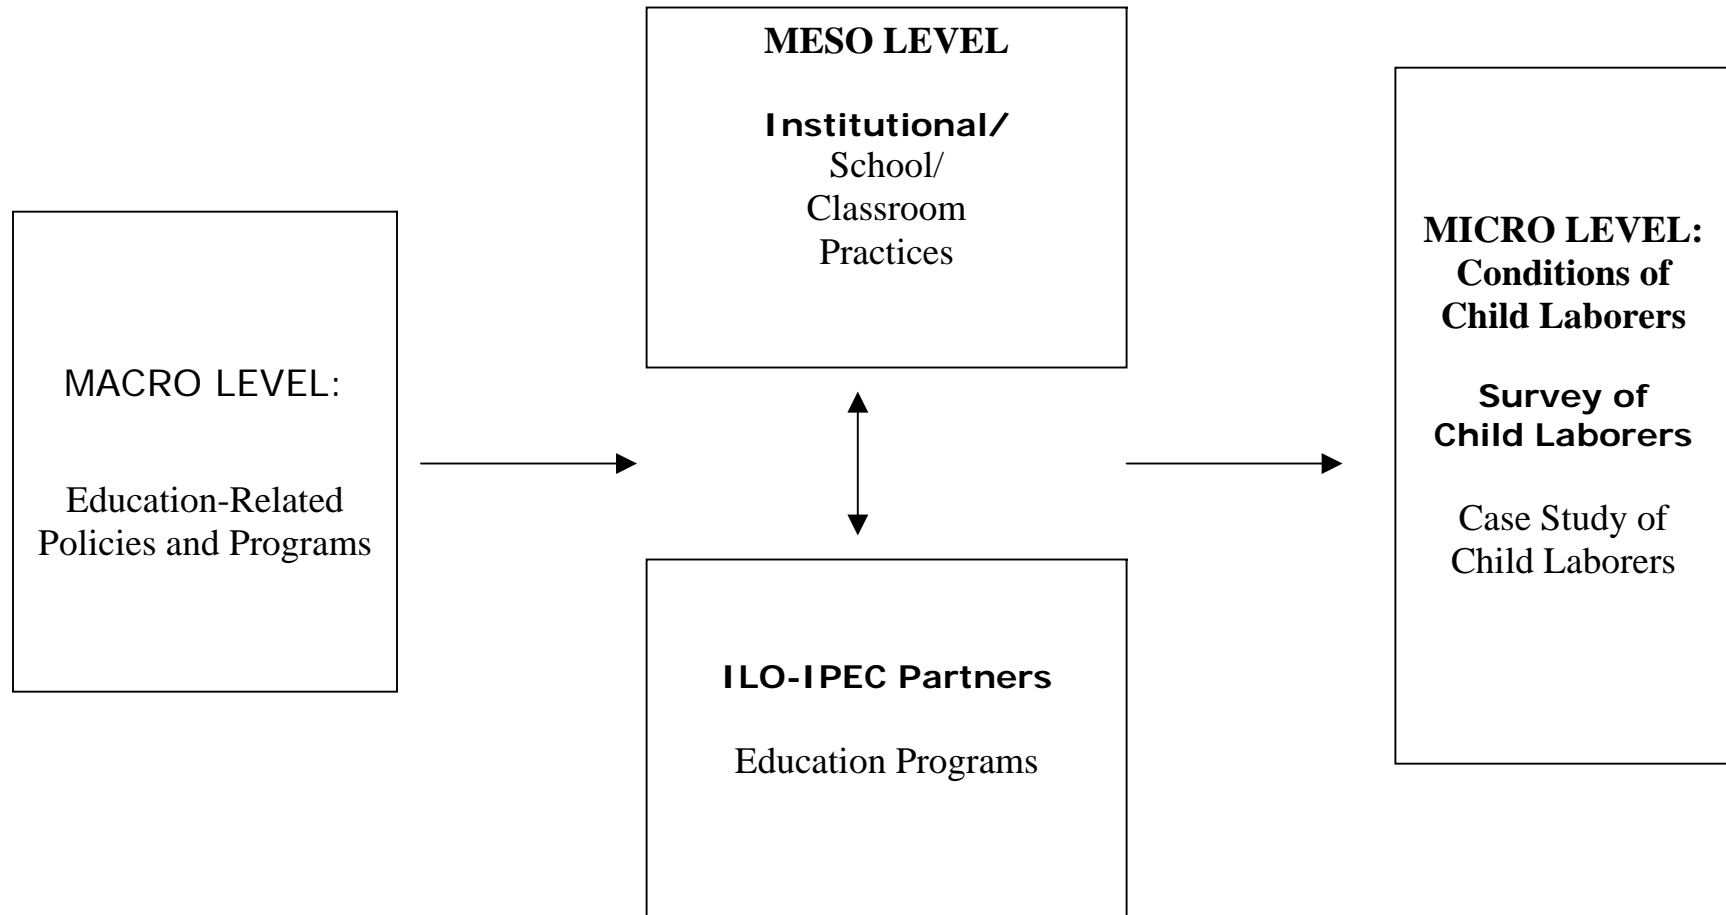 MACRO LEVEL:
Education-Related
Policies and Programs
MESO LEVEL
Institutional/
School/
Classroom
Practices
ILO-IPEC Partners
Education Programs
MICRO LEVEL:
Conditions of
Child Laborers
Survey of
Child Laborers
Case Study of
Child Laborers